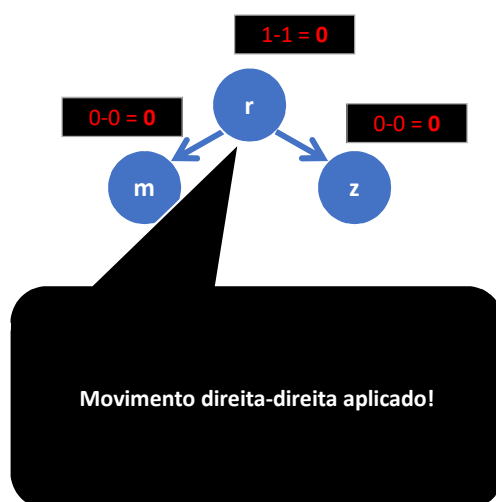 1-1 = 0
r
0-0 = 0
0-0 = 0
m
z
Movimento direita-direita aplicado!